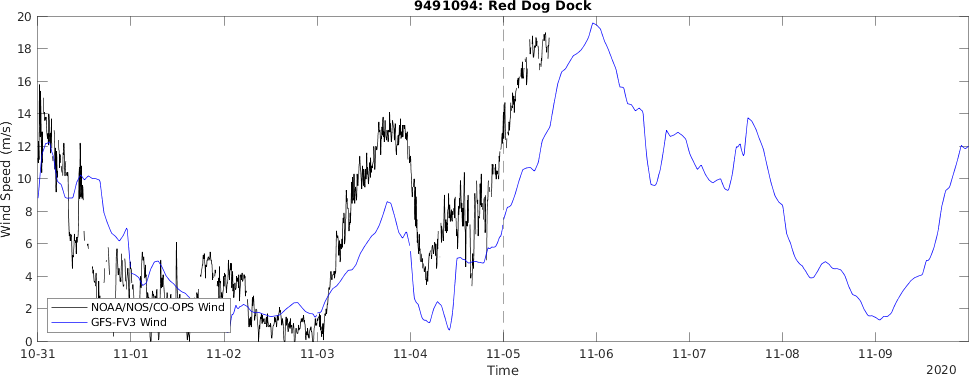 9491094: Red Dog Dock
20
18
16
14
12
10
8
6
4
2
0
Wind Speed (m/s)
NOAA/NOS/CO-OPS Wind
GFS-FV3 Wind
10-31 11-01 11-02 11-03 11-04 11-05 11-06 11-07 11-08 11-09
Time
2020